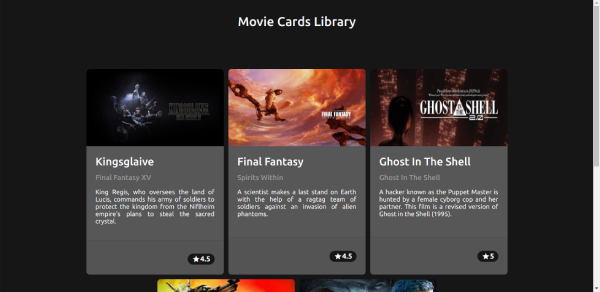 Movie Cards Library
FINAL FANTASY
GHOST IN THE SHELL
2.0
Kingsglaive
Final Fantasy XV
King Regis, who oversees the land of
Lucis, commands his army of soldiers to
protect the kingdom from the Niflheim
empire's plans to steal the sacred
crystal.
4.5
Final Fantasy
Spirits Within
A scientist makes a last stand on Earth
with the help of a ragtag team of
soldiers against an invasion of alien
phantoms.
4.5
Ghost In The Shell
Ghost In The Shell
A hacker known as the Puppet Master is
hunted by a female cyborg cop and her
partner. This film is a revised version of
Ghost in the Shell (1995).
5